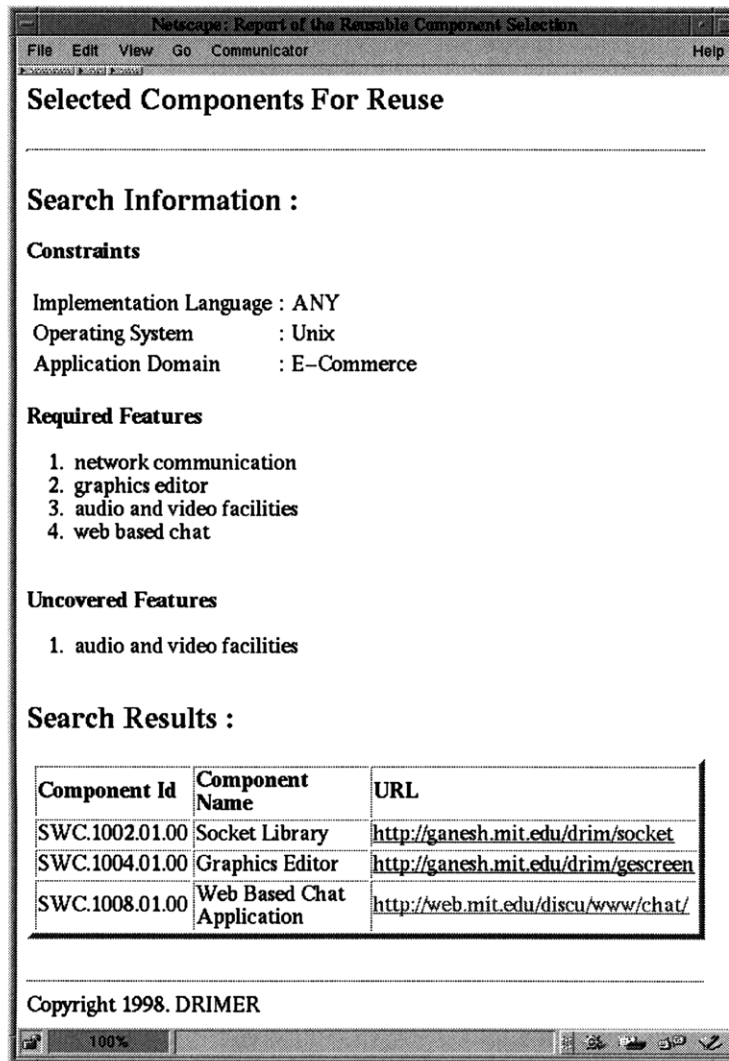 Netscape: Report of the Reusable Component Selection
File Edit View Go Communicator Help
Selected Components For Reuse
Search Information :
Constraints
Implementation Language : ANY
Operating System : Unix
Application Domain : E-Commerce
Required Features
1. network communication
2. graphics editor
3. audio and video facilities
4. web based chat
Uncovered Features
1. audio and video facilities
Search Results :
Component Id Component Name URL
SWC.1002.01.00 Socket Library http://ganesh.mit.edu/drim/socket
SWC.1004.01.00 Graphics Editor http://ganesh.mit.edu/drim/gescreen
SWC.1008.01.00 Web Based Chat Application http://web.mit.edu/discu/www/chat/
Copyright 1998. DRIMER
100%